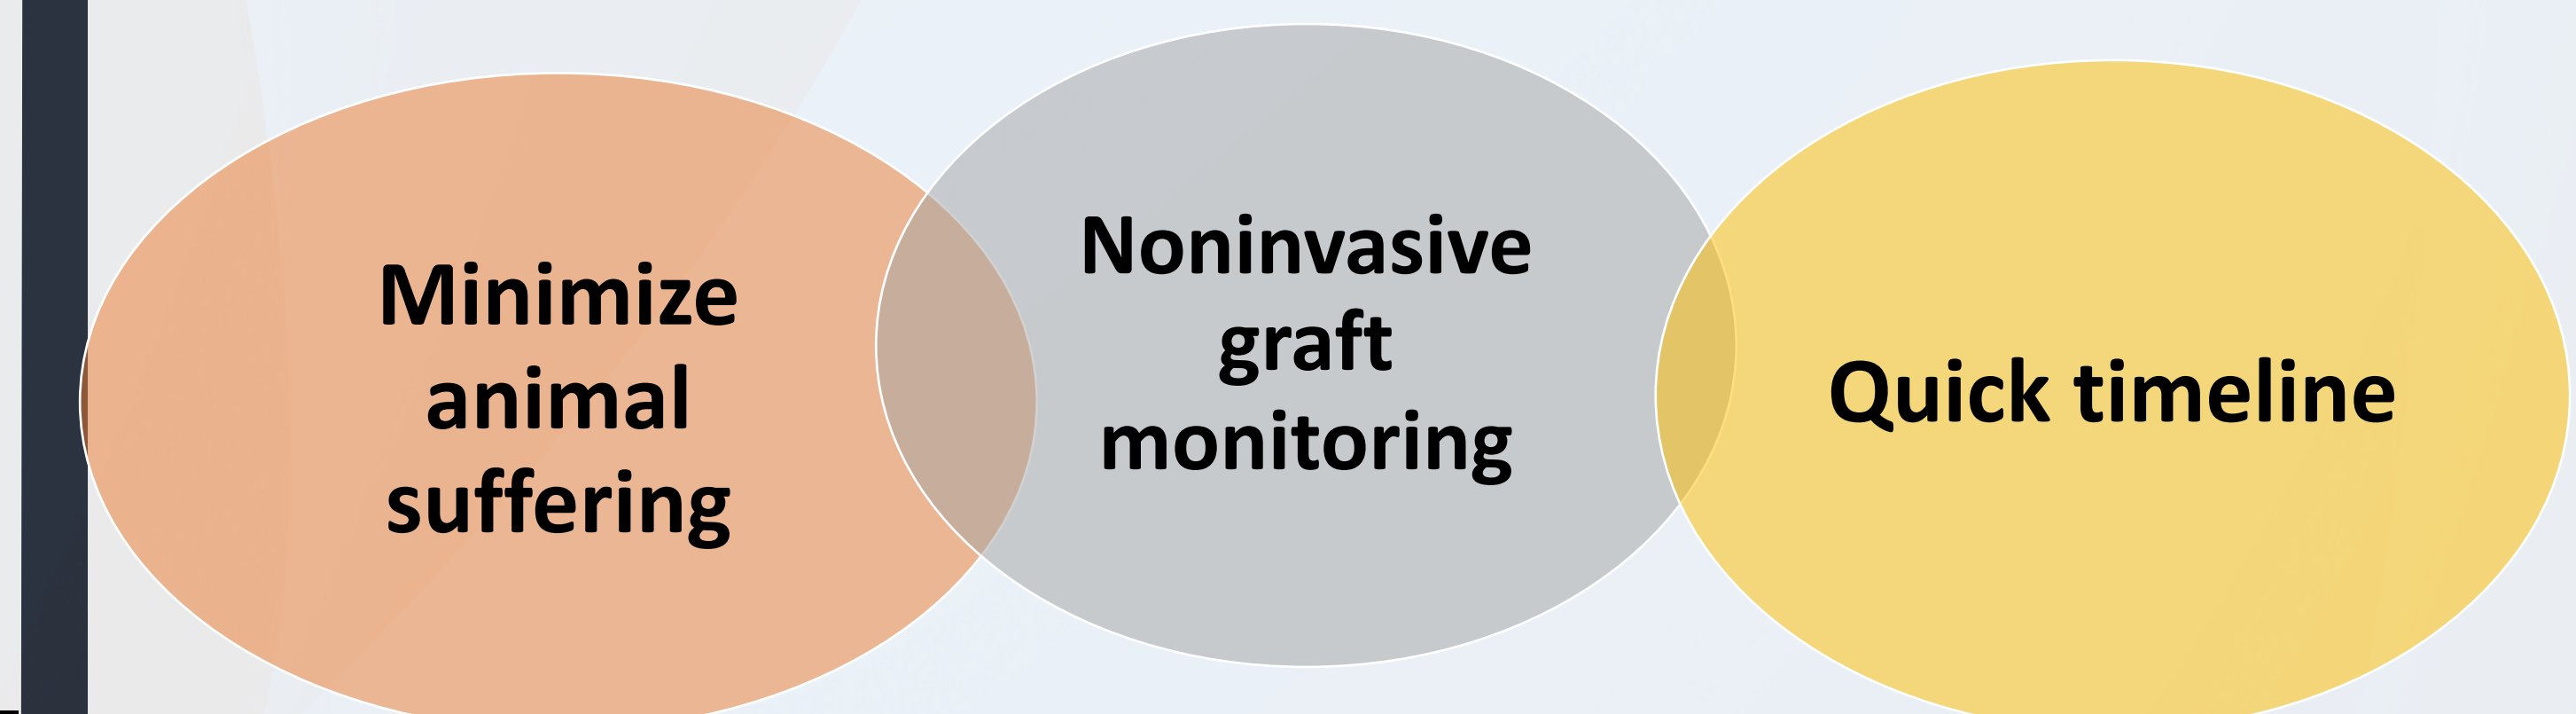 Minimize
animal
suffering
Noninvasive
graft
monitoring
Quick timeline